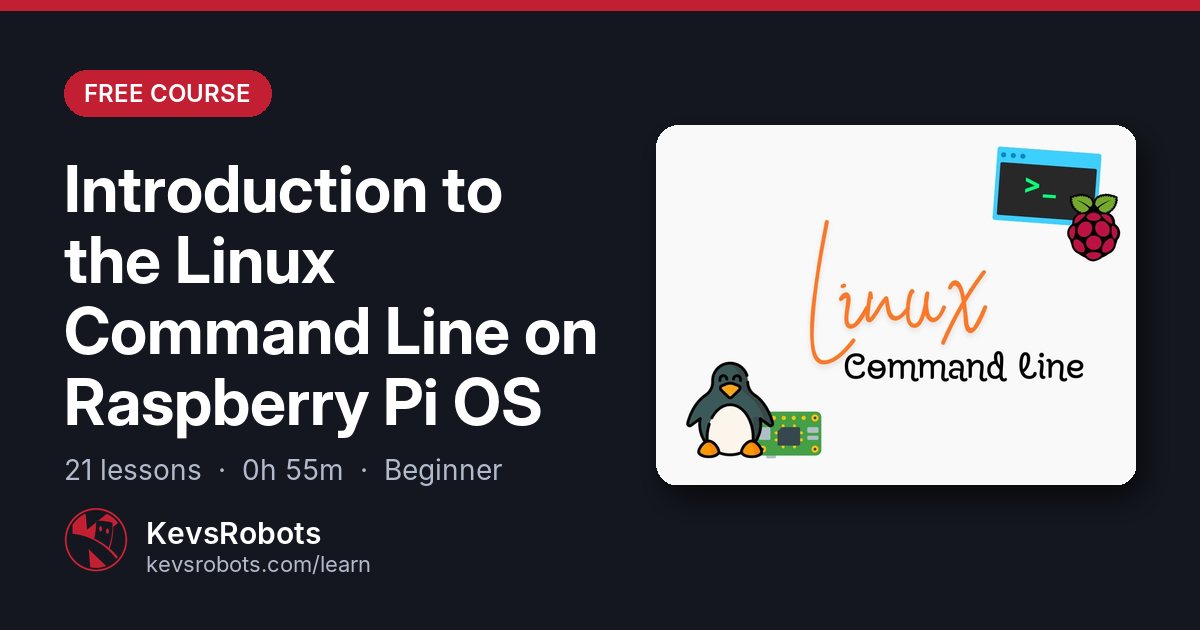 FREE COURSE
Introduction to
the Linux
Command Line on
Raspberry Pi OS
21 lessons · 0h 55m · Beginner
KevsRobots
kevsrobots.com/learn
>_
Linux
Command line